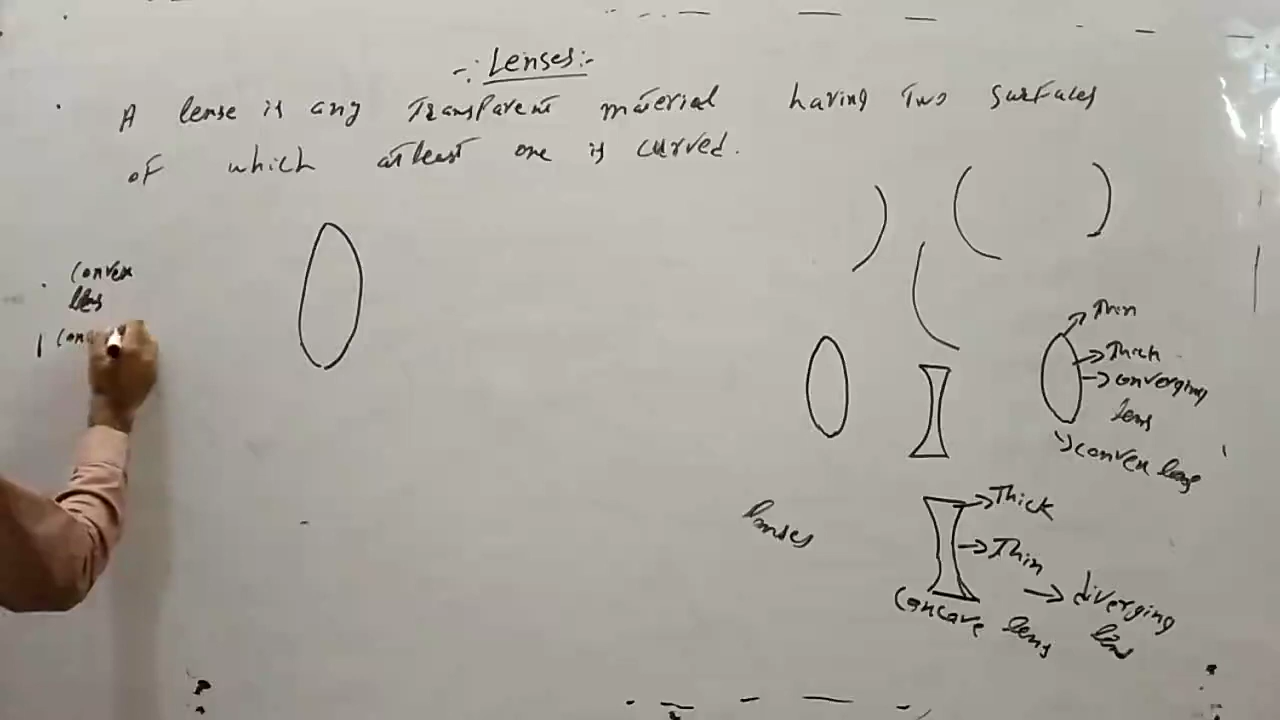 -: Lenses:-
A lense is any Transparent material having Two surfaces
of which atleast one is curved.
Convex
lens
Thin
Thick
converging
lens
convex lens
lenses
Thick
Thin
diverging
lens
Concave lens